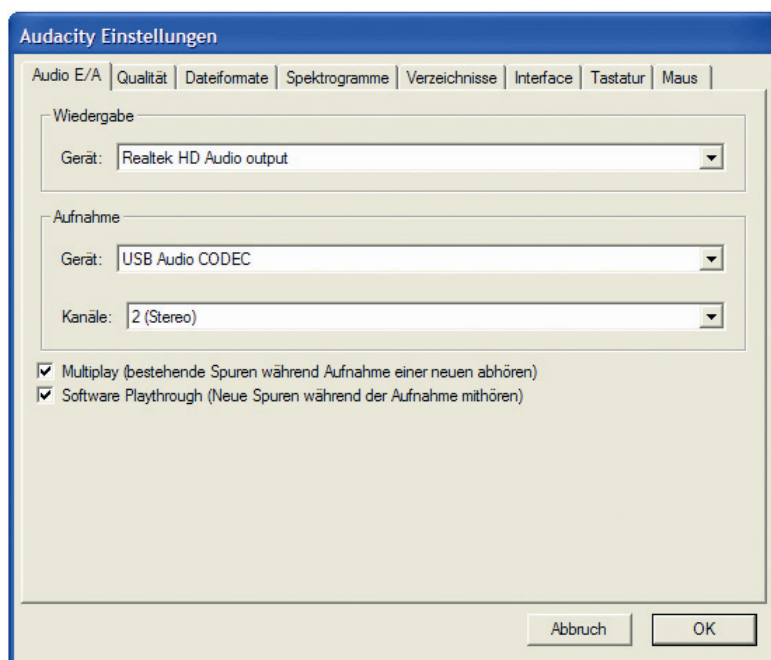 Audacity Einstellungen
Audio E/A Qualität Dateiformate Spektrogramme Verzeichnisse Interface Tastatur Maus
Wiedergabe
Gerät: Realtek HD Audio output
Aufnahme
Gerät: USB Audio CODEC
Kanäle: 2 (Stereo)
Multiplay (bestehende Spuren während Aufnahme einer neuen abhören)
Software Playthrough (Neue Spuren während der Aufnahme mithören)
Abbruch OK